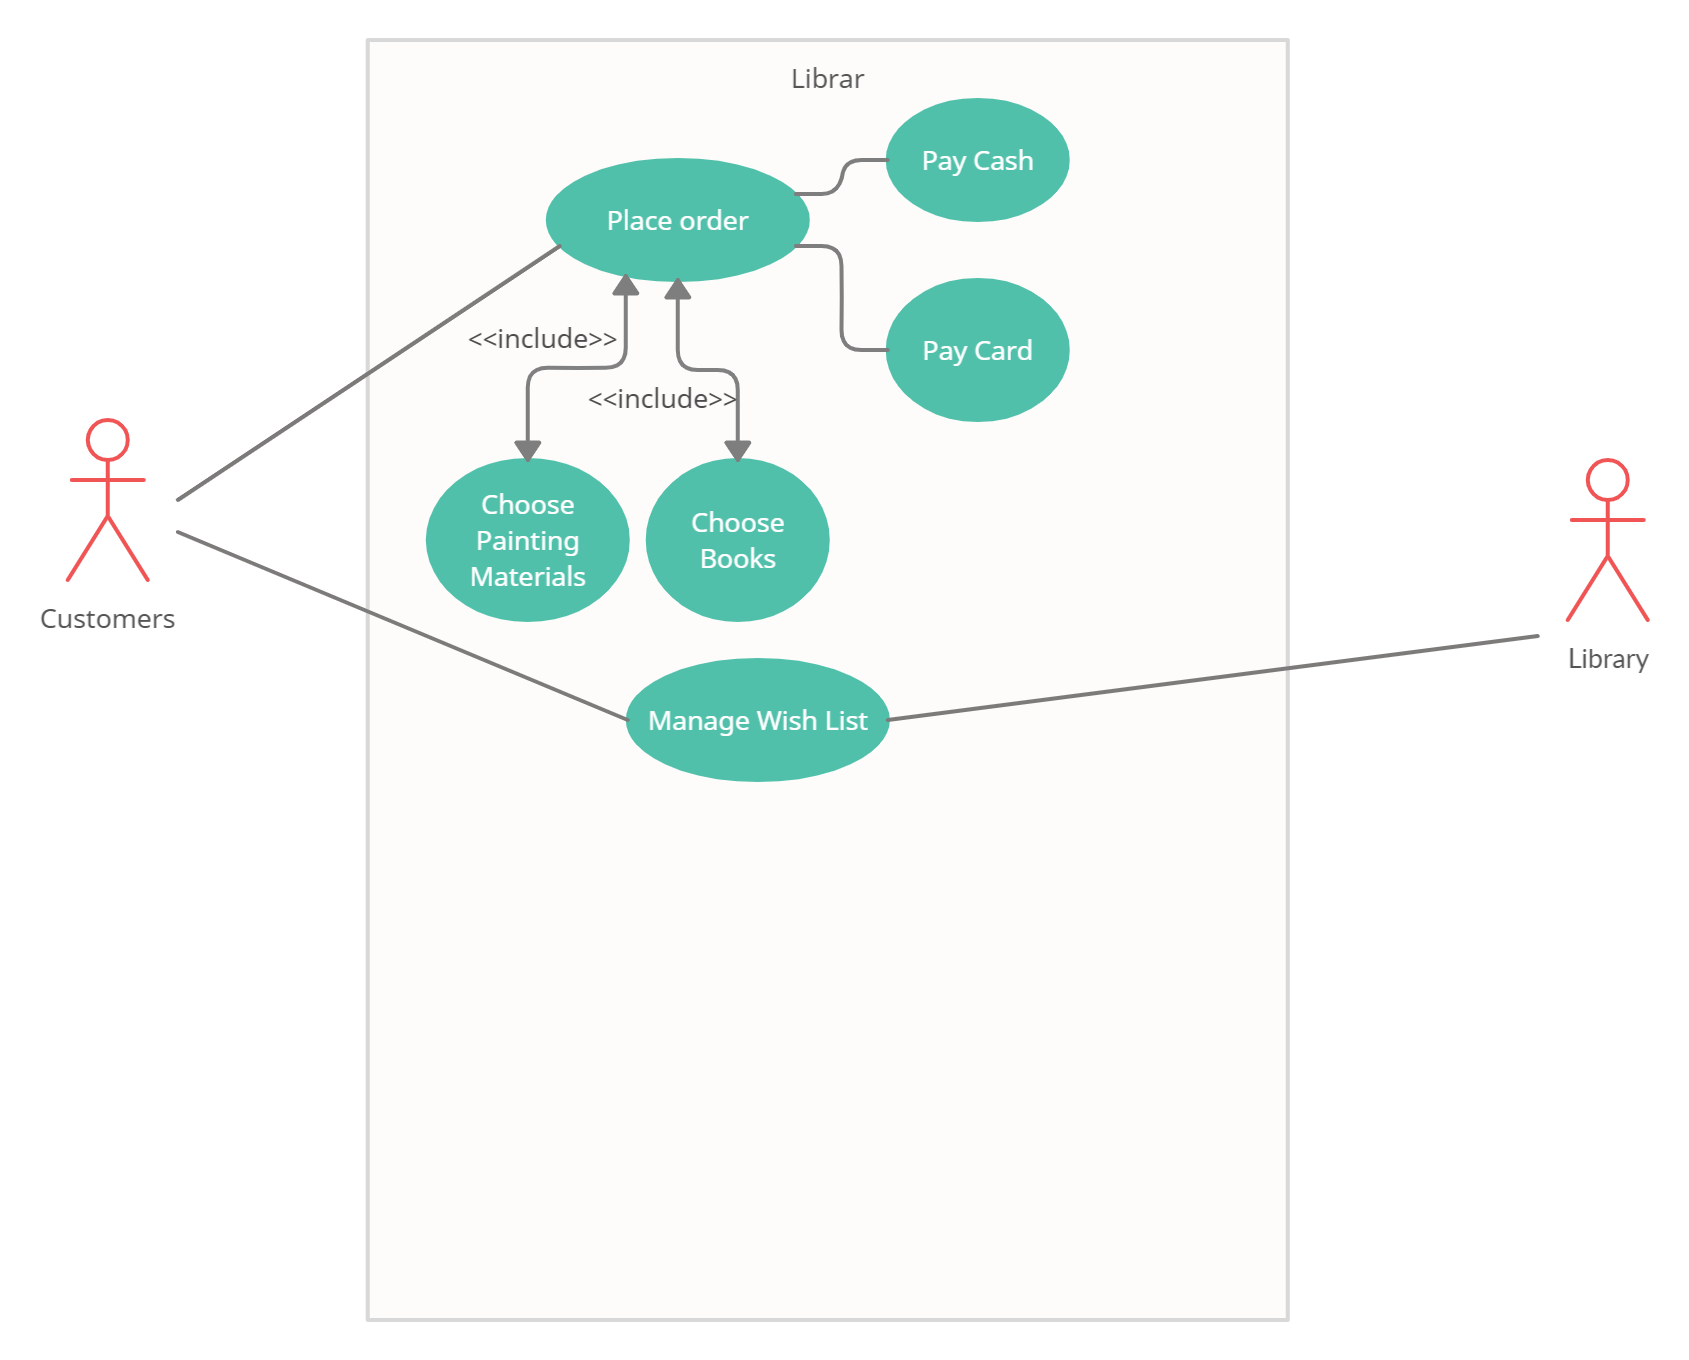 Librar
Pay Cash
Place order
<<include>>
Pay Card
<<include>>
Choose
Painting
Materials
Choose
Books
Customers
Library
Manage Wish List